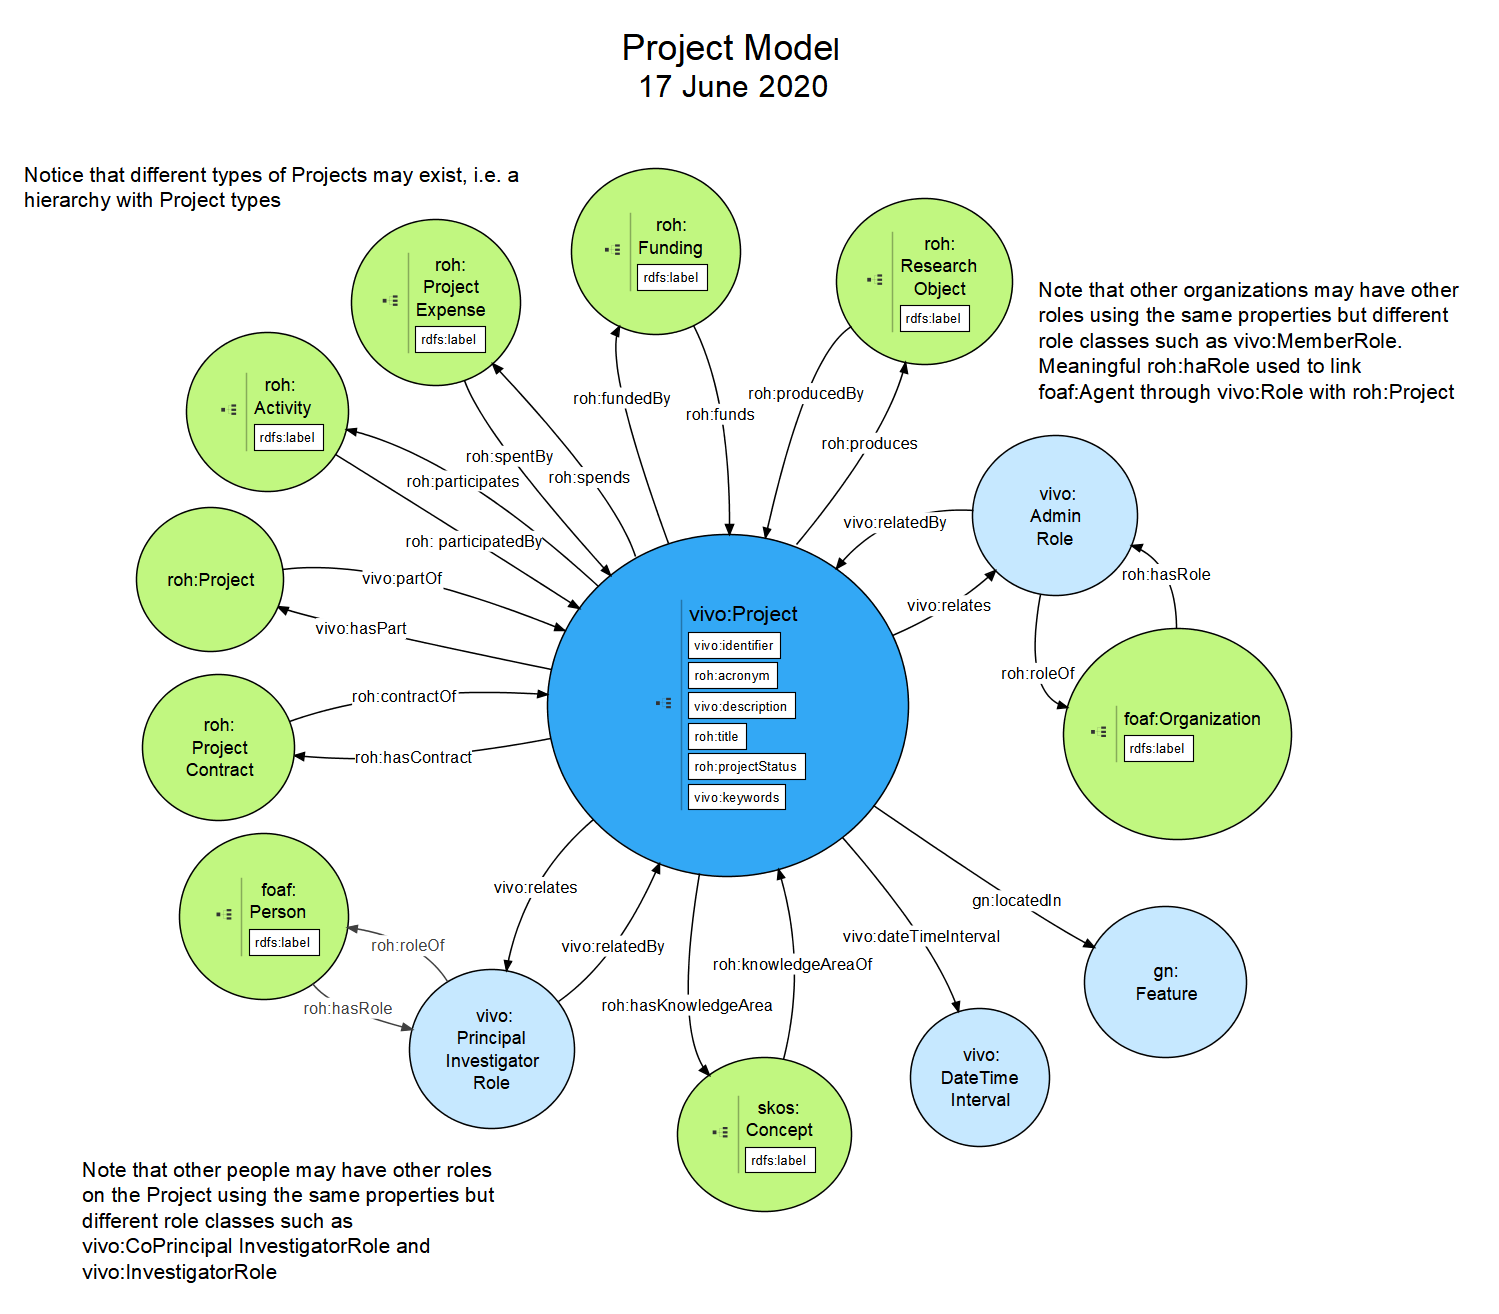 Project Model
17 June 2020
Notice that different types of Projects may exist, i.e. a
hierarchy with Project types
roh:
Funding
rdfs:label
roh:
Research
Object
rdfs:label
roh:
Project
Expense
rdfs:label
Note that other organizations may have other
roles using the same properties but different
role classes such as vivo:MemberRole.
Meaningful roh:haRole used to link
foaf:Agent through vivo:Role with roh:Project
roh:
Activity
rdfs:label
roh:fundedBy
roh:funds
roh:producedBy
roh:produces
roh:spentBy
roh:spends
roh:participates
roh: participatedBy
vivo:relatedBy
vivo:
Admin
Role
roh:hasRole
vivo:relates
roh:Project
vivo:partOf
vivo:hasPart
vivo:Project
vivo:identifier
roh:acronym
vivo:description
roh:title
roh:projectStatus
vivo:keywords
roh:roleOf
foaf:Organization
rdfs:label
roh:contractOf
roh:
Project
Contract
roh:hasContract
foaf:
Person
rdfs:label
vivo:relates
vivo:relatedBy
roh:roleOf
roh:hasRole
vivo:
Principal
Investigator
Role
roh:hasKnowledgeArea
roh:knowledgeAreaOf
vivo:dateTimeInterval
gn:locatedIn
gn:
Feature
vivo:
DateTime
Interval
skos:
Concept
rdfs:label
Note that other people may have other roles
on the Project using the same properties but
different role classes such as
vivo:CoPrincipal InvestigatorRole and
vivo:InvestigatorRole